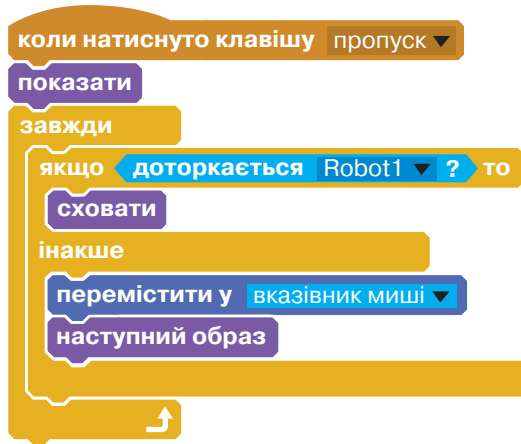 коли натиснуто клавішу пропуск
показати
завжди
якщо доторкається Robot1 ? то
сховати
інакше
перемістити у вказівник миші
наступний образ